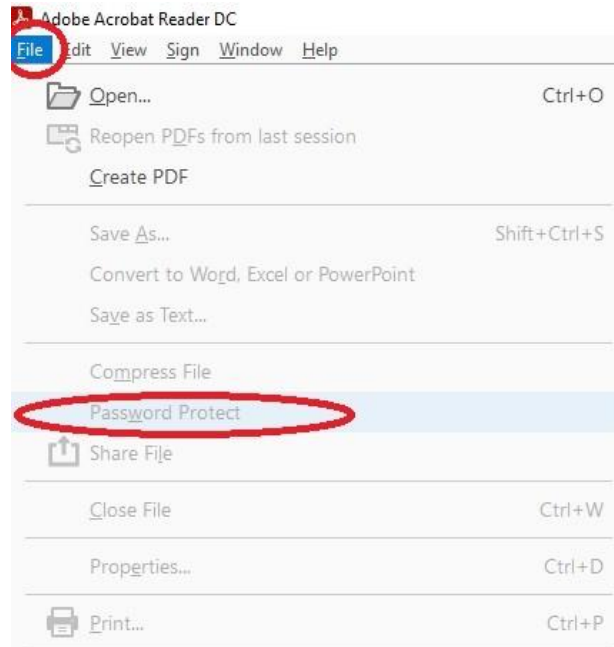 Adobe Acrobat Reader DC
File Edit View Sign Window Help
Open... Ctrl+O
Reopen PDFs from last session
Create PDF
Save As... Shift+Ctrl+S
Convert to Word, Excel or PowerPoint
Save as Text...
Compress File
Password Protect
Share File
Close File Ctrl+W
Properties... Ctrl+D
Print... Ctrl+P